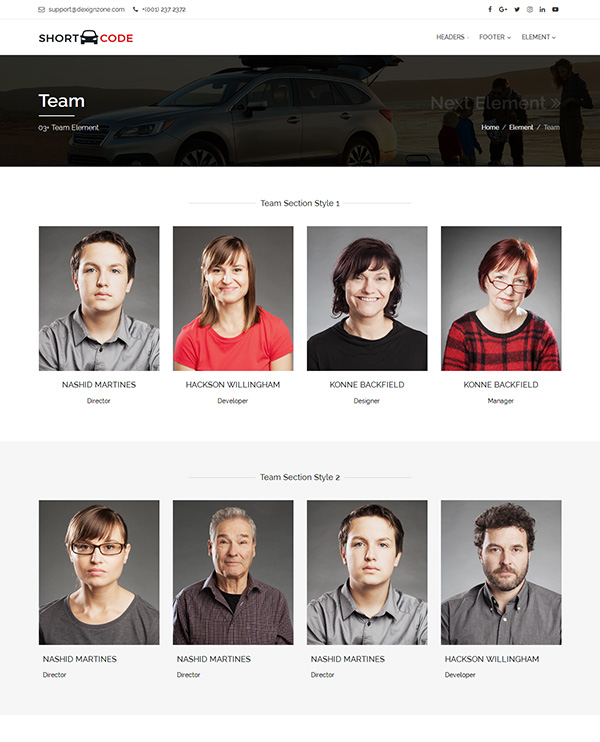 support@dexignzone.com +(001) 237 2372
SHORT CODE
HEADERS FOOTER ELEMENT
Team
Next Element »
03+ Team Element
Home / Element / Team
Team Section Style 1
NASHID MARTINES HACKSON WILLINGHAM KONNE BACKFIELD KONNE BACKFIELD
Director Developer Designer Manager
Team Section Style 2
NASHID MARTINES NASHID MARTINES NASHID MARTINES HACKSON WILLINGHAM
Director Director Director Developer